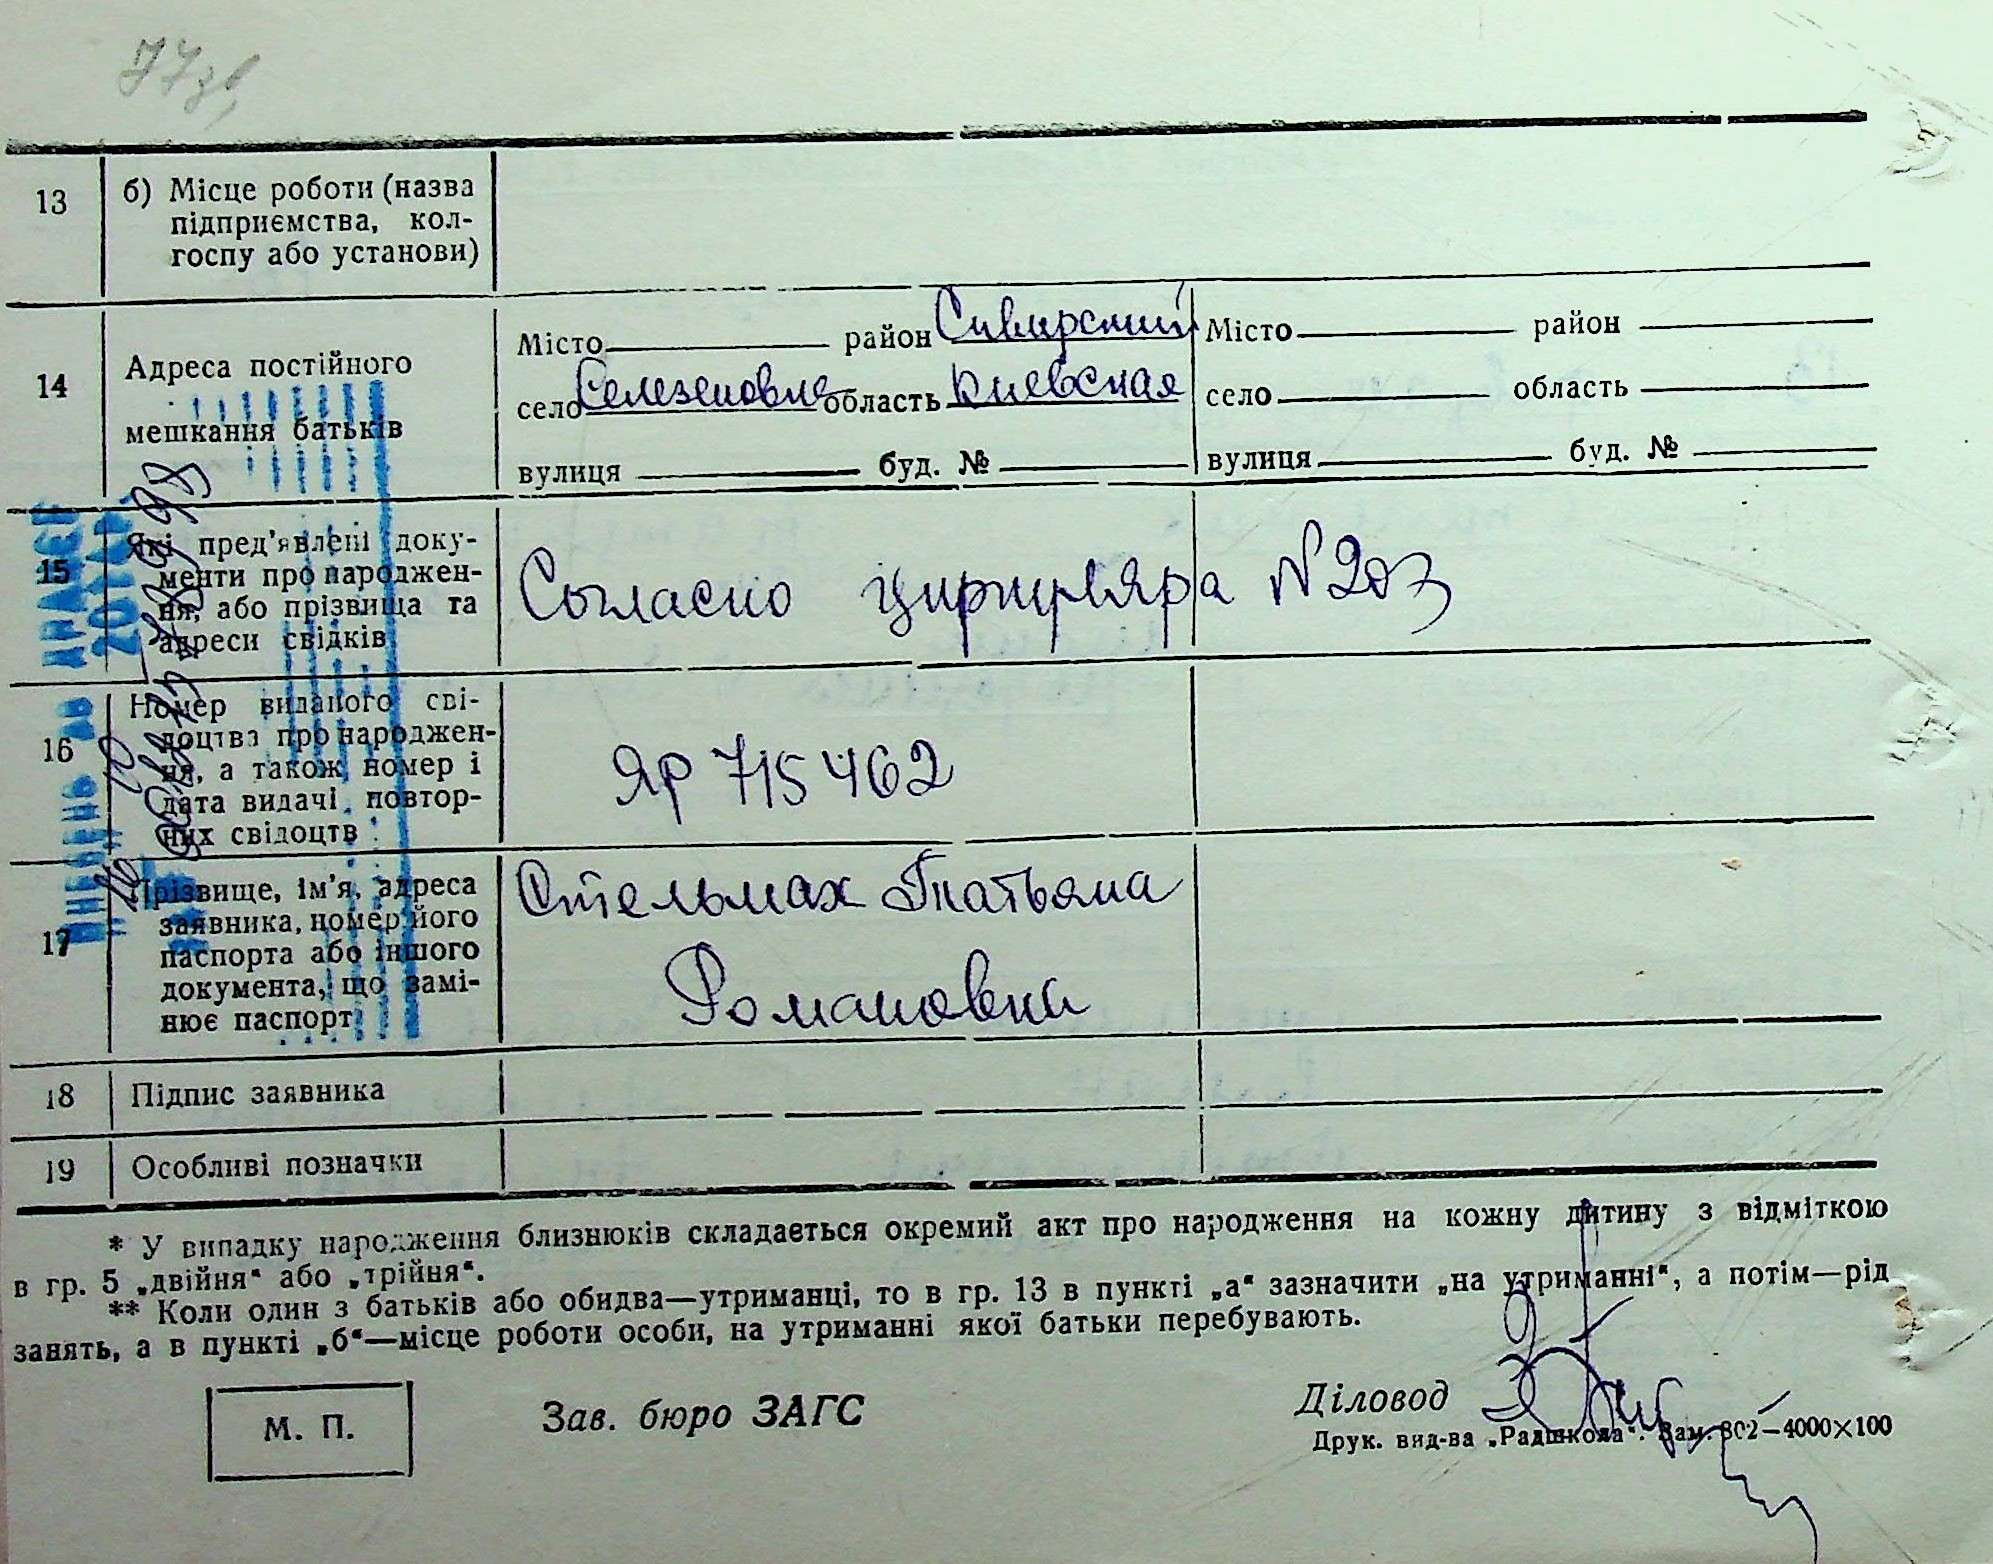 13
б) Місце роботи (назва
підприємства, кол-
госпу або установи)
14
Адреса постійного
мешкання батьків
Місто район Сквирский
село Селезеновка область Киевская
вулиця буд. №
Місто район
село область
вулиця буд. №
15
Які пред'явлені доку-
менти про народжен-
ня, або прізвища та
адреси свідків
Согласно циркуляра №203
16
Номер виданого сві-
доцтва про народжен-
ня, а також номер і
дата видачі повтор-
них свідоцтв
ЯР 715462
17
Прізвище, ім'я, адреса
заявника, номер його
паспорта або іншого
документа, що замі-
нює паспорт
Стельмах Татьяна
Романовна
18
Підпис заявника
19
Особливі позначки
* У випадку народження близнюків складається окремий акт про народження на кожну дитину з відміткою
в гр. 5 „двійня“ або „трійня“.
** Коли один з батьків або обидва—утриманці, то в гр. 13 в пункті „а“ зазначити „на утриманні“, а потім—рід
занять, а в пункті „б“—місце роботи особи, на утриманні якої батьки перебувають.
М. П.
Зав. бюро ЗАГС
Діловод
Друк. вид-ва „Радшкола“. Зам. 302—4000×100